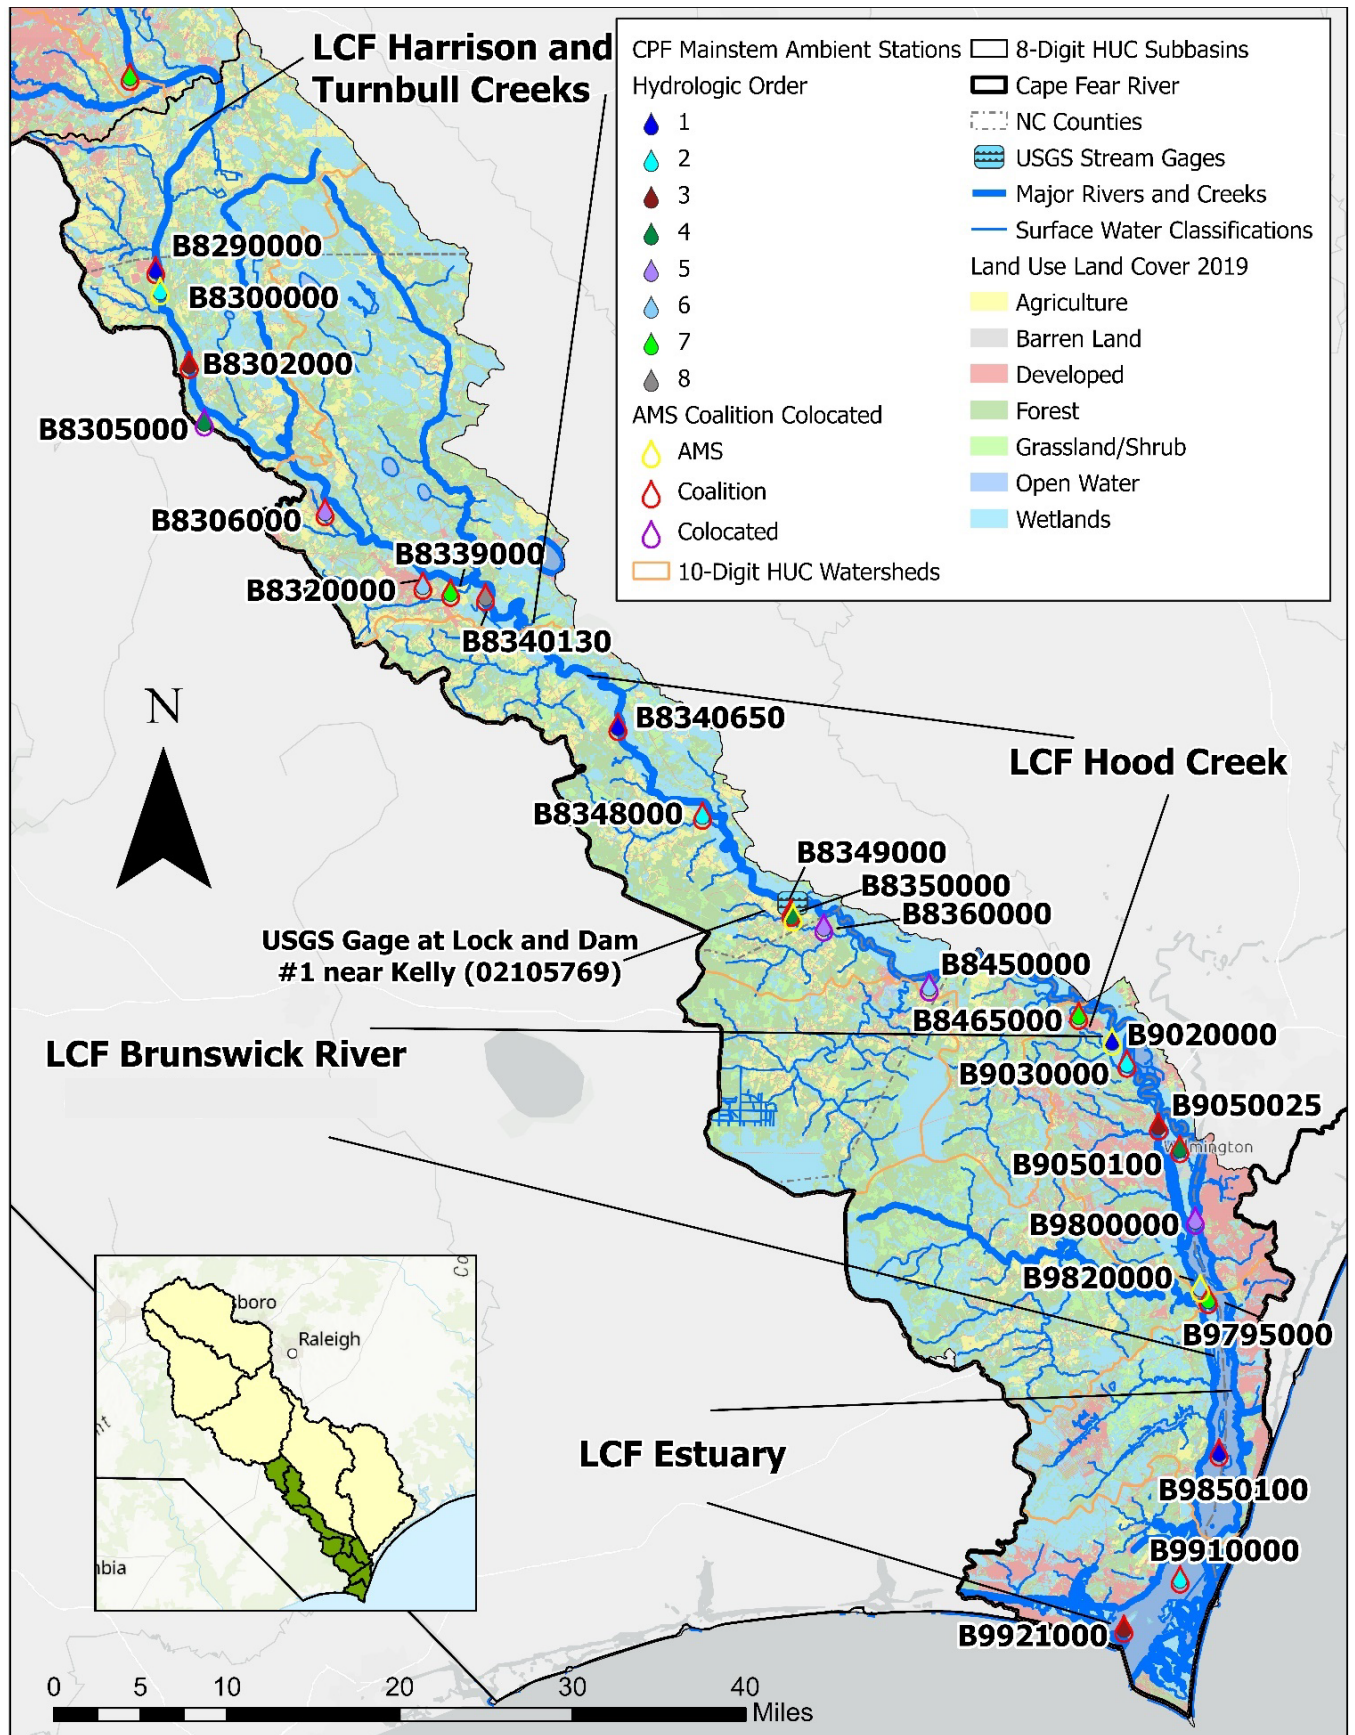 LCF Harrison and
Turnbull Creeks
CPF Mainstem Ambient Stations
Hydrologic Order
1
2
3
4
5
6
7
8
AMS Coalition Colocated
AMS
Coalition
Colocated
10-Digit HUC Watersheds
8-Digit HUC Subbasins
Cape Fear River
NC Counties
USGS Stream Gages
Major Rivers and Creeks
Surface Water Classifications
Land Use Land Cover 2019
Agriculture
Barren Land
Developed
Forest
Grassland/Shrub
Open Water
Wetlands
B8290000
B8300000
B8302000
B8305000
B8306000
B8339000
B8320000
B8340130
N
B8340650
LCF Hood Creek
B8348000
B8349000
B8350000
B8360000
USGS Gage at Lock and Dam
#1 near Kelly (02105769)
B8450000
B8465000
B9020000
LCF Brunswick River
B9030000
B9050025
B9050100
Wilmington
B9800000
B9820000
B9795000
LCF Estuary
B9850100
B9910000
B9921000
Co
sboro
Raleigh
nt
mbia
0 5 10 20 30 40
Miles